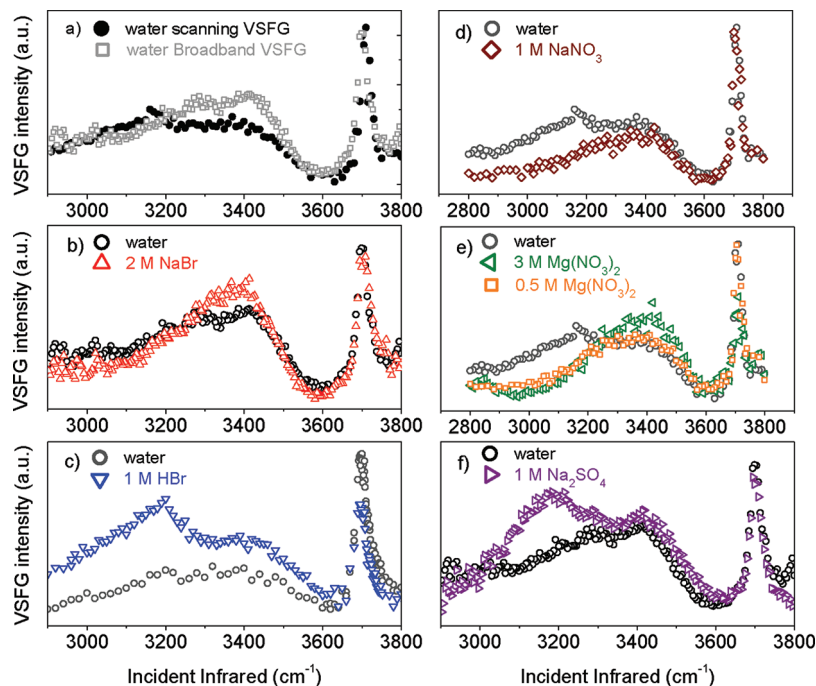 a) water scanning VSFG
water Broadband VSFG
VSFG intensity (a.u.)
3000 3200 3400 3600 3800
b) water
2 M NaBr
VSFG intensity (a.u.)
3000 3200 3400 3600 3800
c) water
1 M HBr
VSFG intensity (a.u.)
3000 3200 3400 3600 3800
Incident Infrared (cm⁻¹)
d) water
1 M NaNO₃
2800 3000 3200 3400 3600 3800
e) water
3 M Mg(NO₃)₂
0.5 M Mg(NO₃)₂
2800 3000 3200 3400 3600 3800
f) water
1 M Na₂SO₄
3000 3200 3400 3600 3800
Incident Infrared (cm⁻¹)